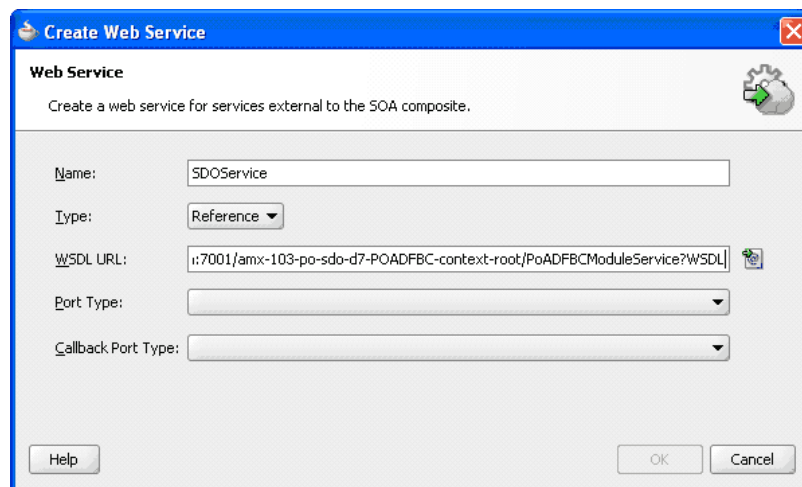 Create Web Service
Web Service
Create a web service for services external to the SOA composite.
Name: SDOService
Type: Reference
WSDL URL: :7001/amx-103-po-sdo-d7-POADFBC-context-root/PoADFBCModuleService?WSDL
Port Type:
Callback Port Type:
Help OK Cancel